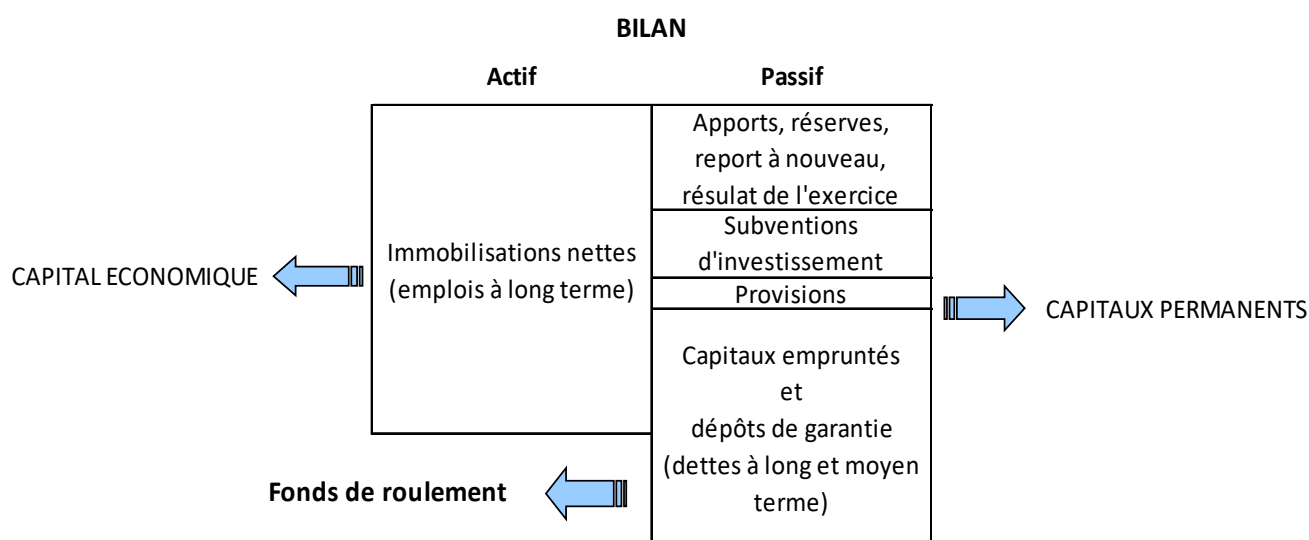 BILAN
Actif
Passif
Apports, réserves,
report à nouveau,
résulat de l'exercice
Subventions
d'investissement
Provisions
Immobilisations nettes
(emplois à long terme)
CAPITAL ECONOMIQUE
CAPITAUX PERMANENTS
Capitaux empruntés
et
dépôts de garantie
(dettes à long et moyen
terme)
Fonds de roulement